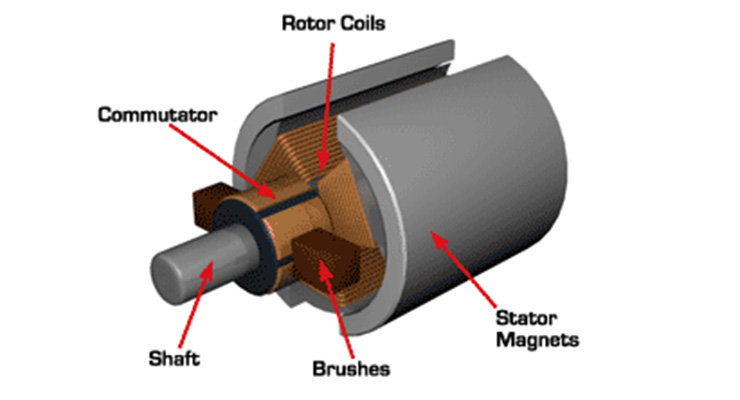 Rotor Coils
Commutator
Stator
Magnets
Shaft
Brushes